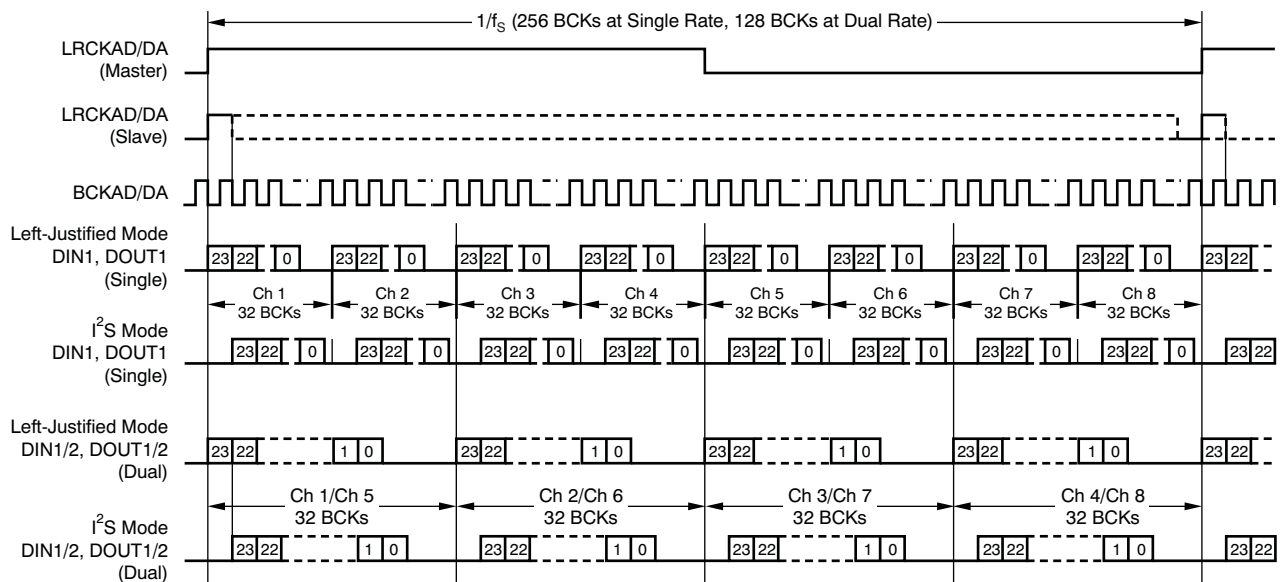 1/fS (256 BCKs at Single Rate, 128 BCKs at Dual Rate)
LRCKAD/DA
(Master)
LRCKAD/DA
(Slave)
BCKAD/DA
Left-Justified Mode
DIN1, DOUT1
(Single)
23 22 0 23 22 0 23 22 0 23 22 0 23 22 0 23 22 0 23 22 0 23 22 0 23 22
Ch 1 Ch 2 Ch 3 Ch 4 Ch 5 Ch 6 Ch 7 Ch 8
32 BCKs 32 BCKs 32 BCKs 32 BCKs 32 BCKs 32 BCKs 32 BCKs 32 BCKs
I2S Mode
DIN1, DOUT1
(Single)
23 22 0 23 22 0 23 22 0 23 22 0 23 22 0 23 22 0 23 22 0 23 22 0 23 22
Left-Justified Mode
DIN1/2, DOUT1/2
(Dual)
23 22 1 0 23 22 1 0 23 22 1 0 23 22 1 0 23 22
Ch 1/Ch 5 Ch 2/Ch 6 Ch 3/Ch 7 Ch 4/Ch 8
32 BCKs 32 BCKs 32 BCKs 32 BCKs
I2S Mode
DIN1/2, DOUT1/2
(Dual)
23 22 1 0 23 22 1 0 23 22 1 0 23 22 1 0 23 22